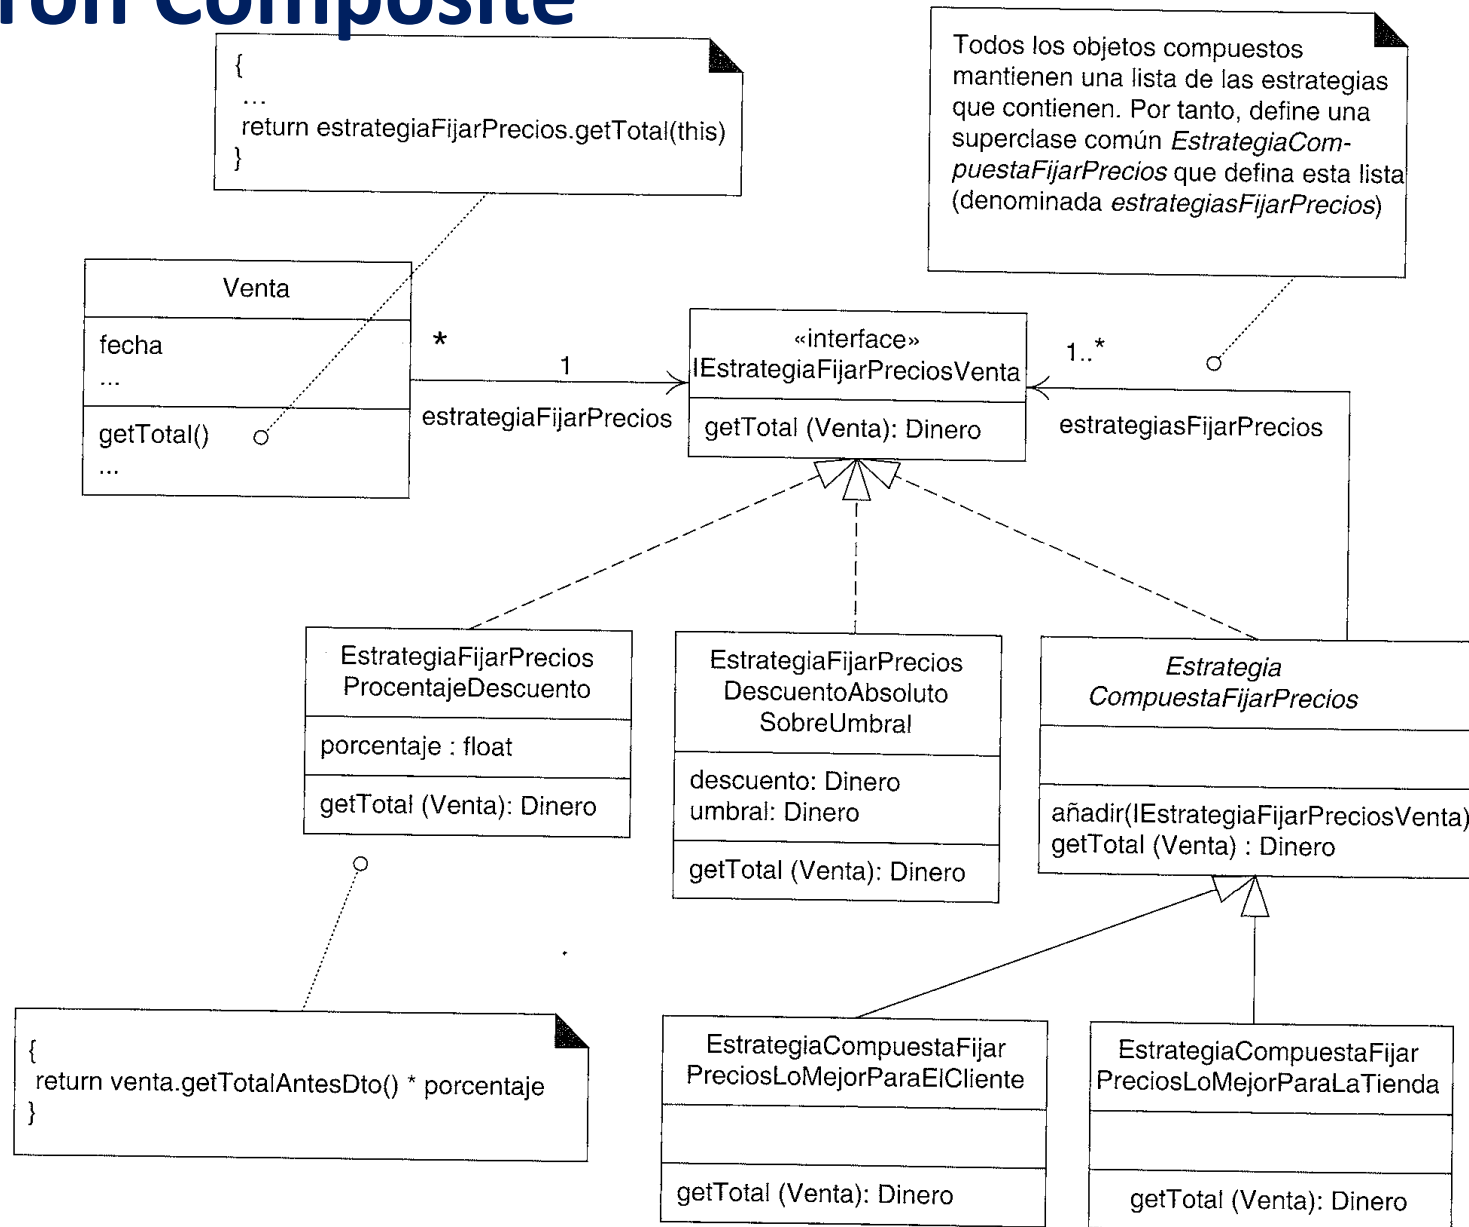 ron Composite
{
...
return estrategiaFijarPrecios.getTotal(this)
}
Todos los objetos compuestos
mantienen una lista de las estrategias
que contienen. Por tanto, define una
superclase común EstrategiaCom-
puestaFijarPrecios que defina esta lista
(denominada estrategiasFijarPrecios)
Venta
fecha
...
getTotal()
...
*
1
estrategiaFijarPrecios
«interface»
IEstrategiaFijarPreciosVenta
getTotal (Venta): Dinero
1..*
estrategiasFijarPrecios
EstrategiaFijarPrecios
ProcentajeDescuento
porcentaje : float
getTotal (Venta): Dinero
EstrategiaFijarPrecios
DescuentoAbsoluto
SobreUmbral
descuento: Dinero
umbral: Dinero
getTotal (Venta): Dinero
Estrategia
CompuestaFijarPrecios
añadir(IEstrategiaFijarPreciosVenta)
getTotal (Venta) : Dinero
{
return venta.getTotalAntesDto() * porcentaje
}
EstrategiaCompuestaFijar
PreciosLoMejorParaElCliente
getTotal (Venta): Dinero
EstrategiaCompuestaFijar
PreciosLoMejorParaLaTienda
getTotal (Venta): Dinero